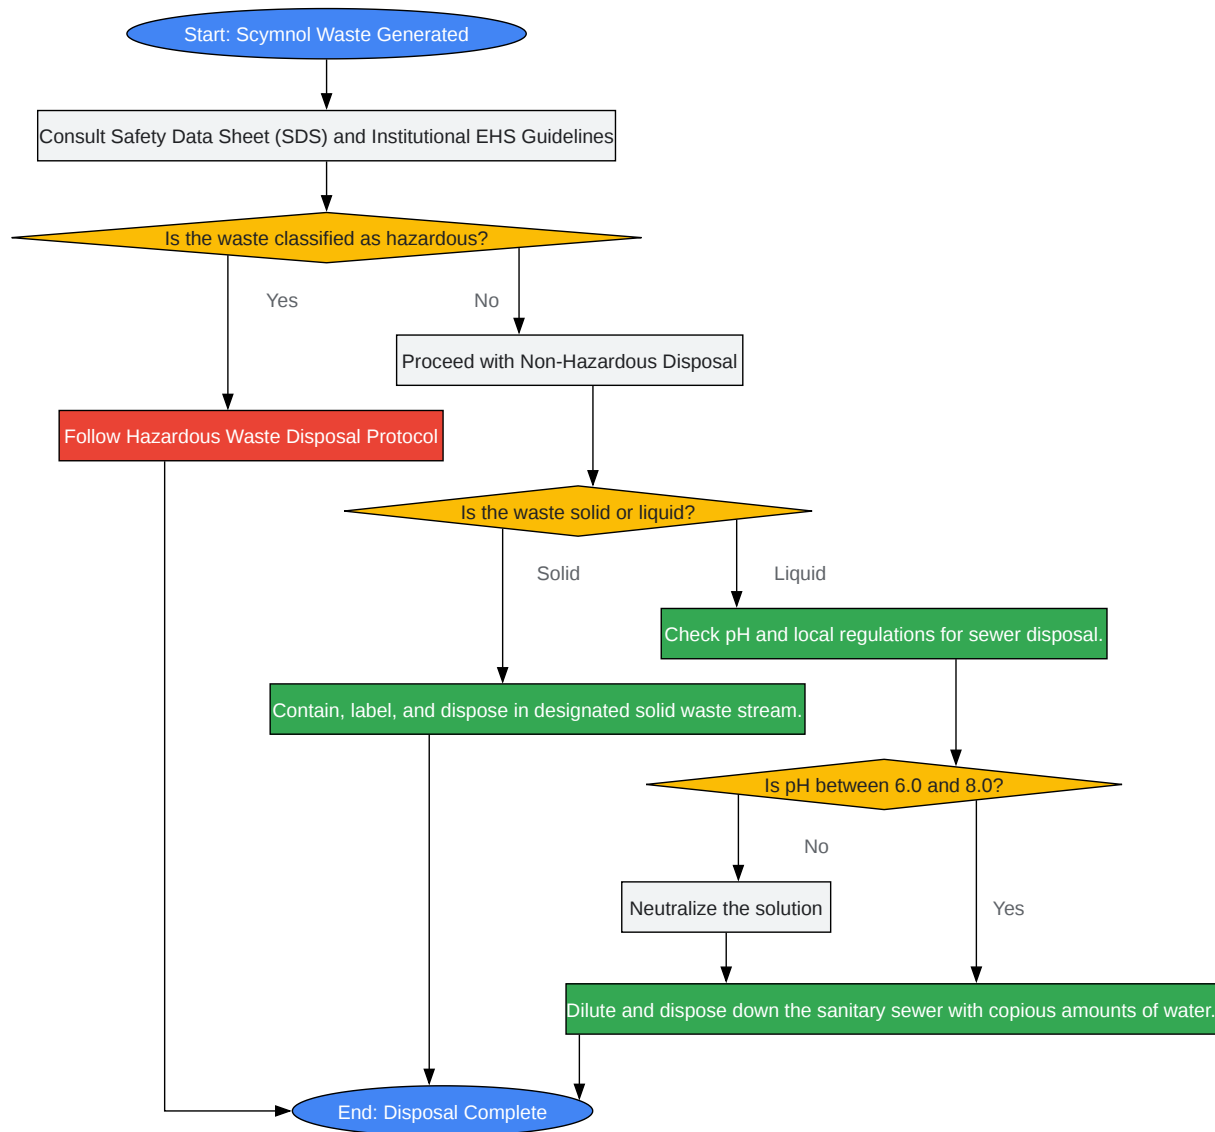 Start: Scymnol Waste Generated
Consult Safety Data Sheet (SDS) and Institutional EHS Guidelines
Is the waste classified as hazardous?
Yes
No
Proceed with Non-Hazardous Disposal
Follow Hazardous Waste Disposal Protocol
Is the waste solid or liquid?
Solid
Liquid
Check pH and local regulations for sewer disposal.
Contain, label, and dispose in designated solid waste stream.
Is pH between 6.0 and 8.0?
No
Neutralize the solution
Yes
Dilute and dispose down the sanitary sewer with copious amounts of water.
End: Disposal Complete